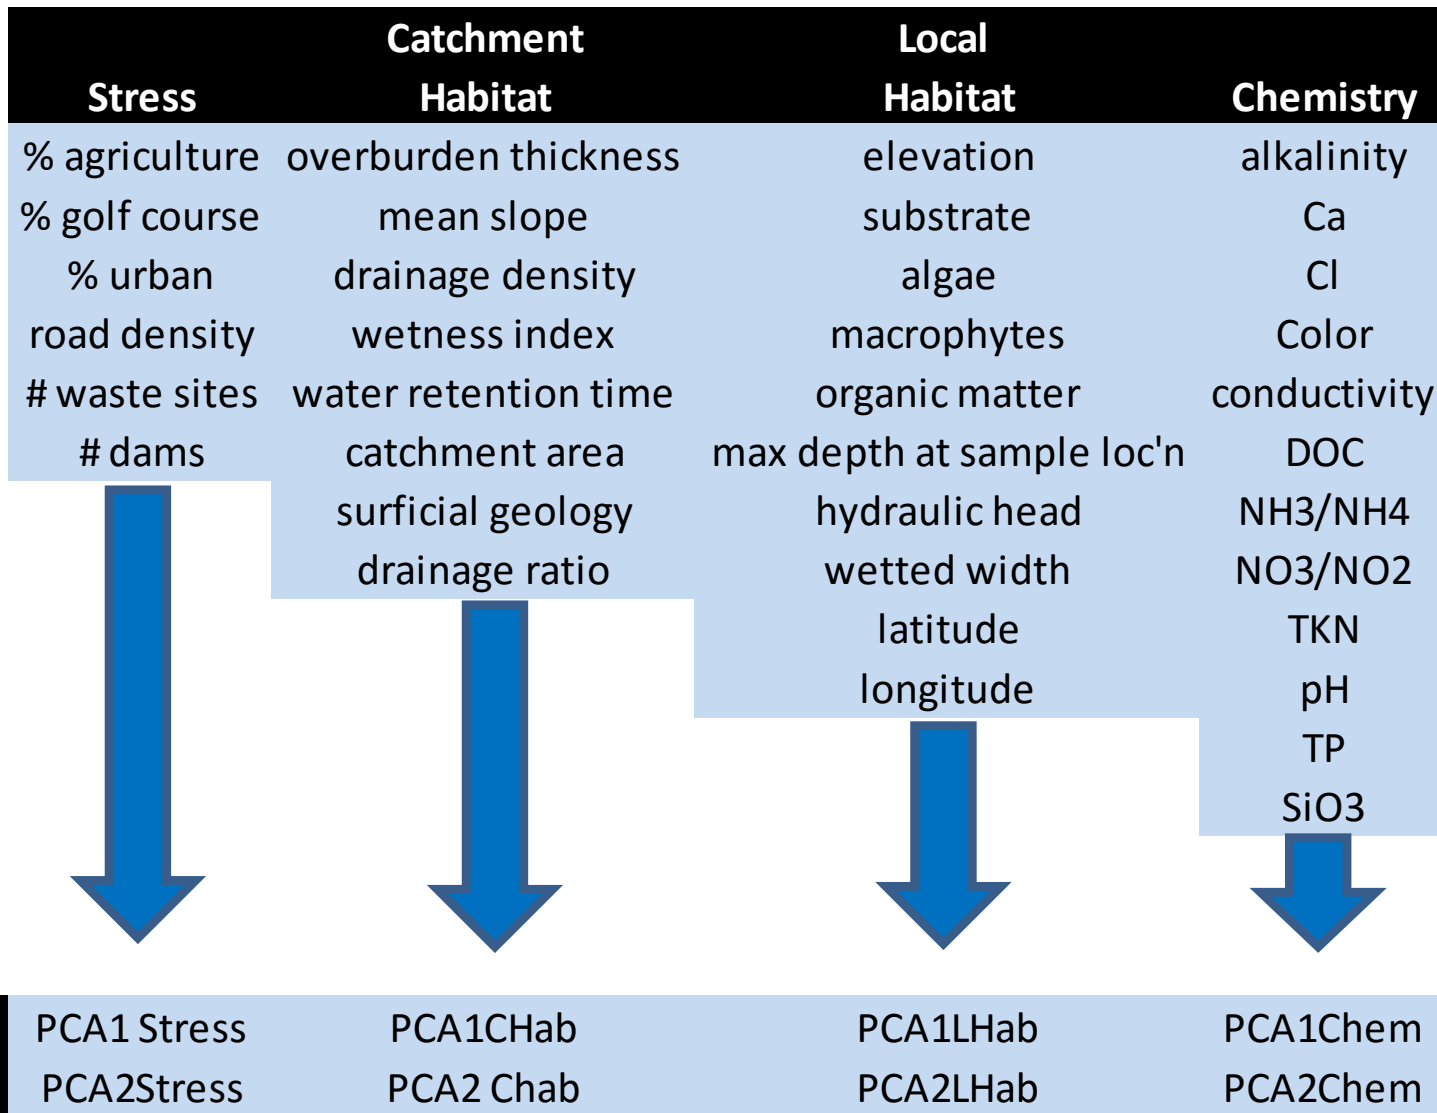 Catchment Local
Stress Habitat Habitat Chemistry
% agriculture overburden thickness elevation alkalinity
% golf course mean slope substrate Ca
% urban drainage density algae Cl
road density wetness index macrophytes Color
# waste sites water retention time organic matter conductivity
# dams catchment area max depth at sample loc'n DOC
surficial geology hydraulic head NH3/NH4
drainage ratio wetted width NO3/NO2
latitude TKN
longitude pH
TP
SiO3
PCA1 Stress PCA1CHab PCA1LHab PCA1Chem
PCA2Stress PCA2 Chab PCA2LHab PCA2Chem